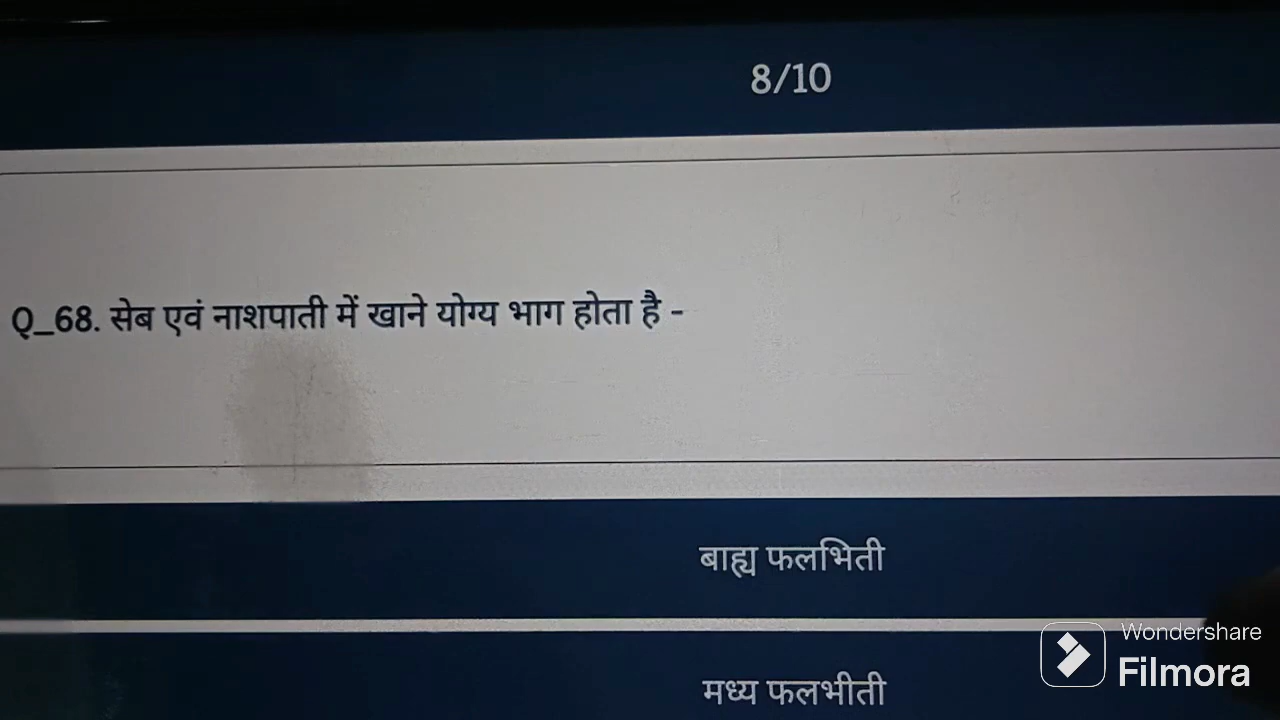 8/10
Q_68. सेब एवं नाशपाती में खाने योग्य भाग होता है -
बाह्य फलभिती
मध्य फलभीती
Wondershare
Filmora